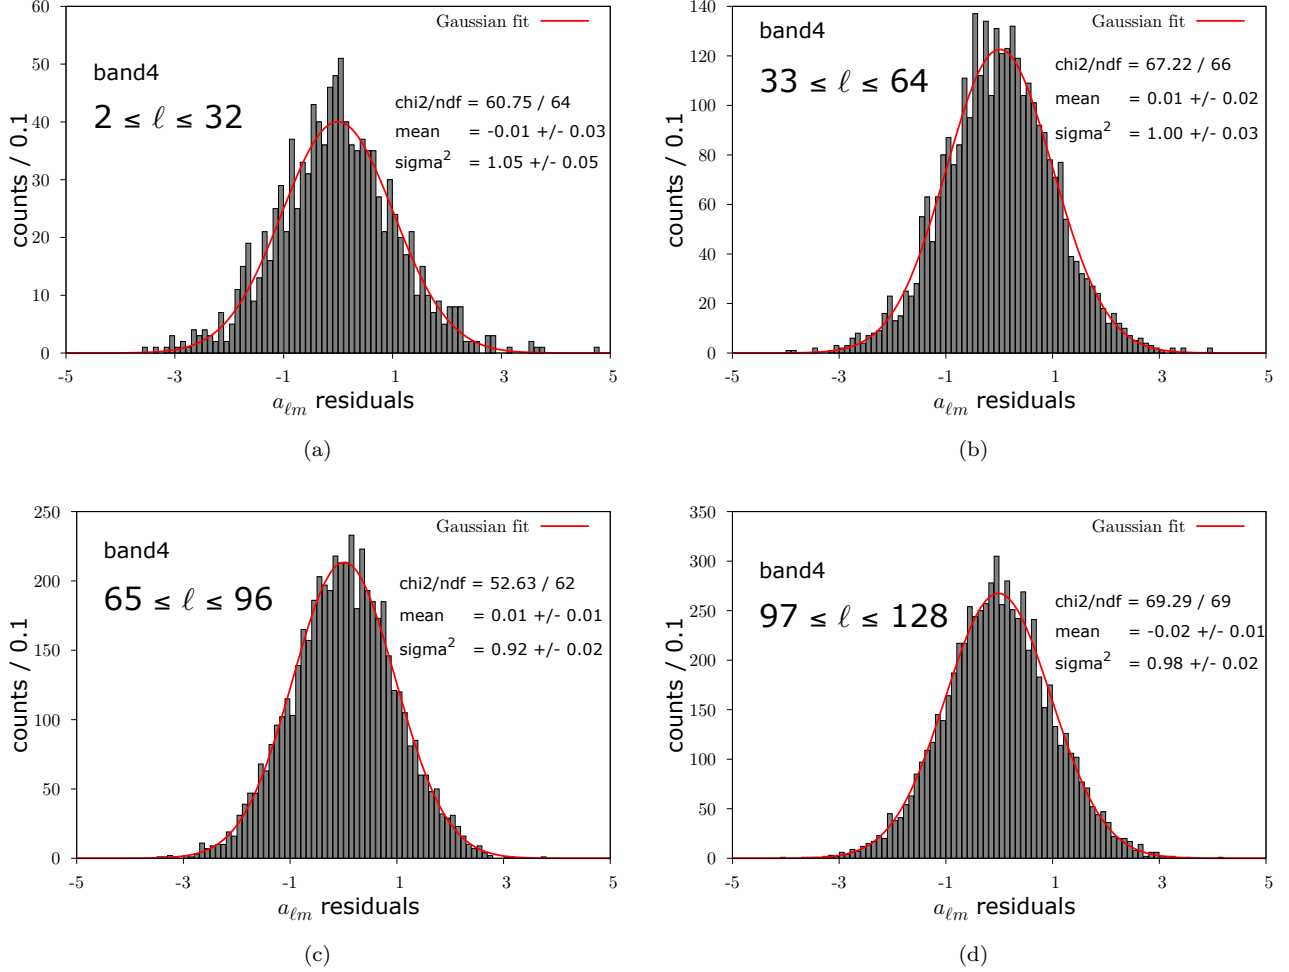 60
50
40
30
20
10
0
counts / 0.1
Gaussian fit
band4
2 ≤ ℓ ≤ 32
chi2/ndf = 60.75 / 64
mean = -0.01 +/- 0.03
sigma² = 1.05 +/- 0.05
-5 -3 -1 1 3 5
aℓm residuals
(a)
140
120
100
80
60
40
20
0
counts / 0.1
Gaussian fit
band4
33 ≤ ℓ ≤ 64
chi2/ndf = 67.22 / 66
mean = 0.01 +/- 0.02
sigma² = 1.00 +/- 0.03
-5 -3 -1 1 3 5
aℓm residuals
(b)
250
200
150
100
50
0
counts / 0.1
Gaussian fit
band4
65 ≤ ℓ ≤ 96
chi2/ndf = 52.63 / 62
mean = 0.01 +/- 0.01
sigma² = 0.92 +/- 0.02
-5 -3 -1 1 3 5
aℓm residuals
(c)
350
300
250
200
150
100
50
0
counts / 0.1
Gaussian fit
band4
97 ≤ ℓ ≤ 128
chi2/ndf = 69.29 / 69
mean = -0.02 +/- 0.01
sigma² = 0.98 +/- 0.02
-5 -3 -1 1 3 5
aℓm residuals
(d)